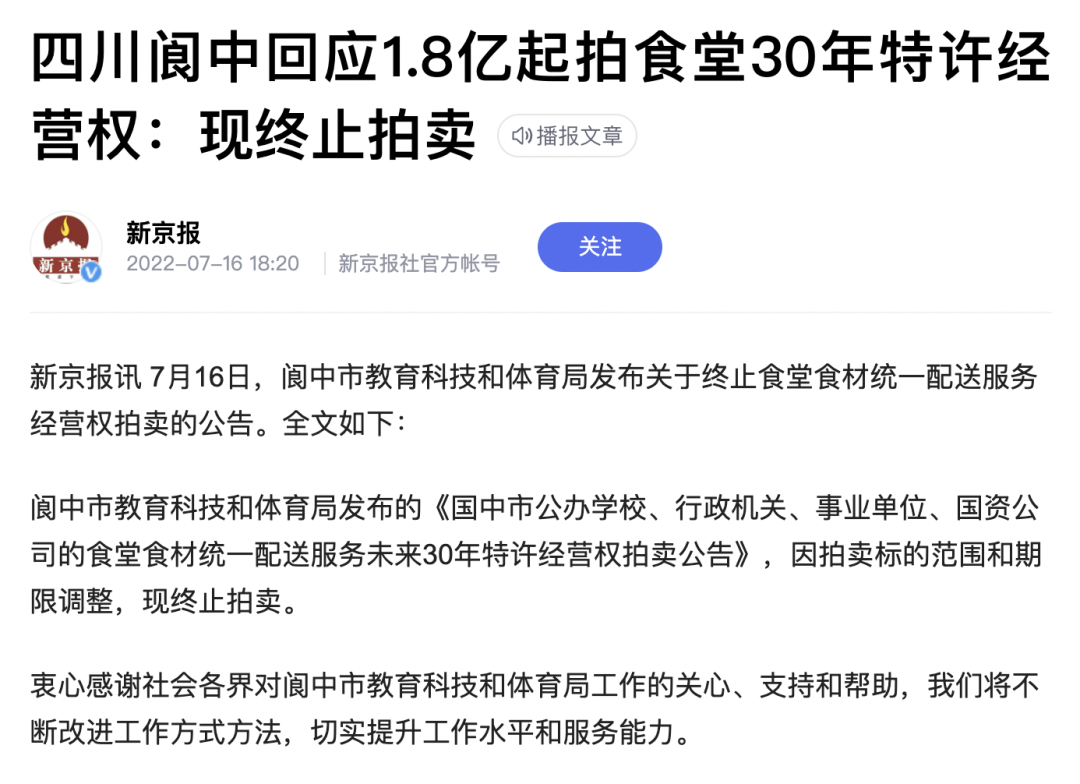 四川阆中回应1.8亿起拍食堂30年特许经
营权：现终止拍卖 播报文章
新京报
2022-07-16 18:20 新京报社官方帐号
关注
新京报
新京报讯 7月16日，阆中市教育科技和体育局发布关于终止食堂食材统一配送服务
经营权拍卖的公告。全文如下：
阆中市教育科技和体育局发布的《国中市公办学校、行政机关、事业单位、国资公
司的食堂食材统一配送服务未来30年特许经营权拍卖公告》，因拍卖标的范围和期
限调整，现终止拍卖。
衷心感谢社会各界对阆中市教育科技和体育局工作的关心、支持和帮助，我们将不
断改进工作方式方法，切实提升工作水平和服务能力。